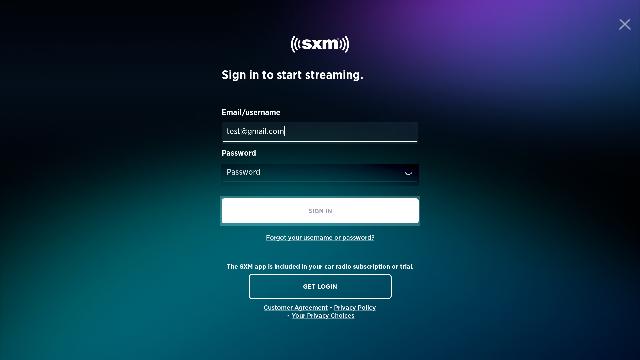 sxm
Sign in to start streaming.
Email/username
test@gmail.com
Password
Password
SIGN IN
Forgot your username or password?
The SXM app is included in your car radio subscription or trial.
GET LOGIN
Customer Agreement - Privacy Policy
- Your Privacy Choices